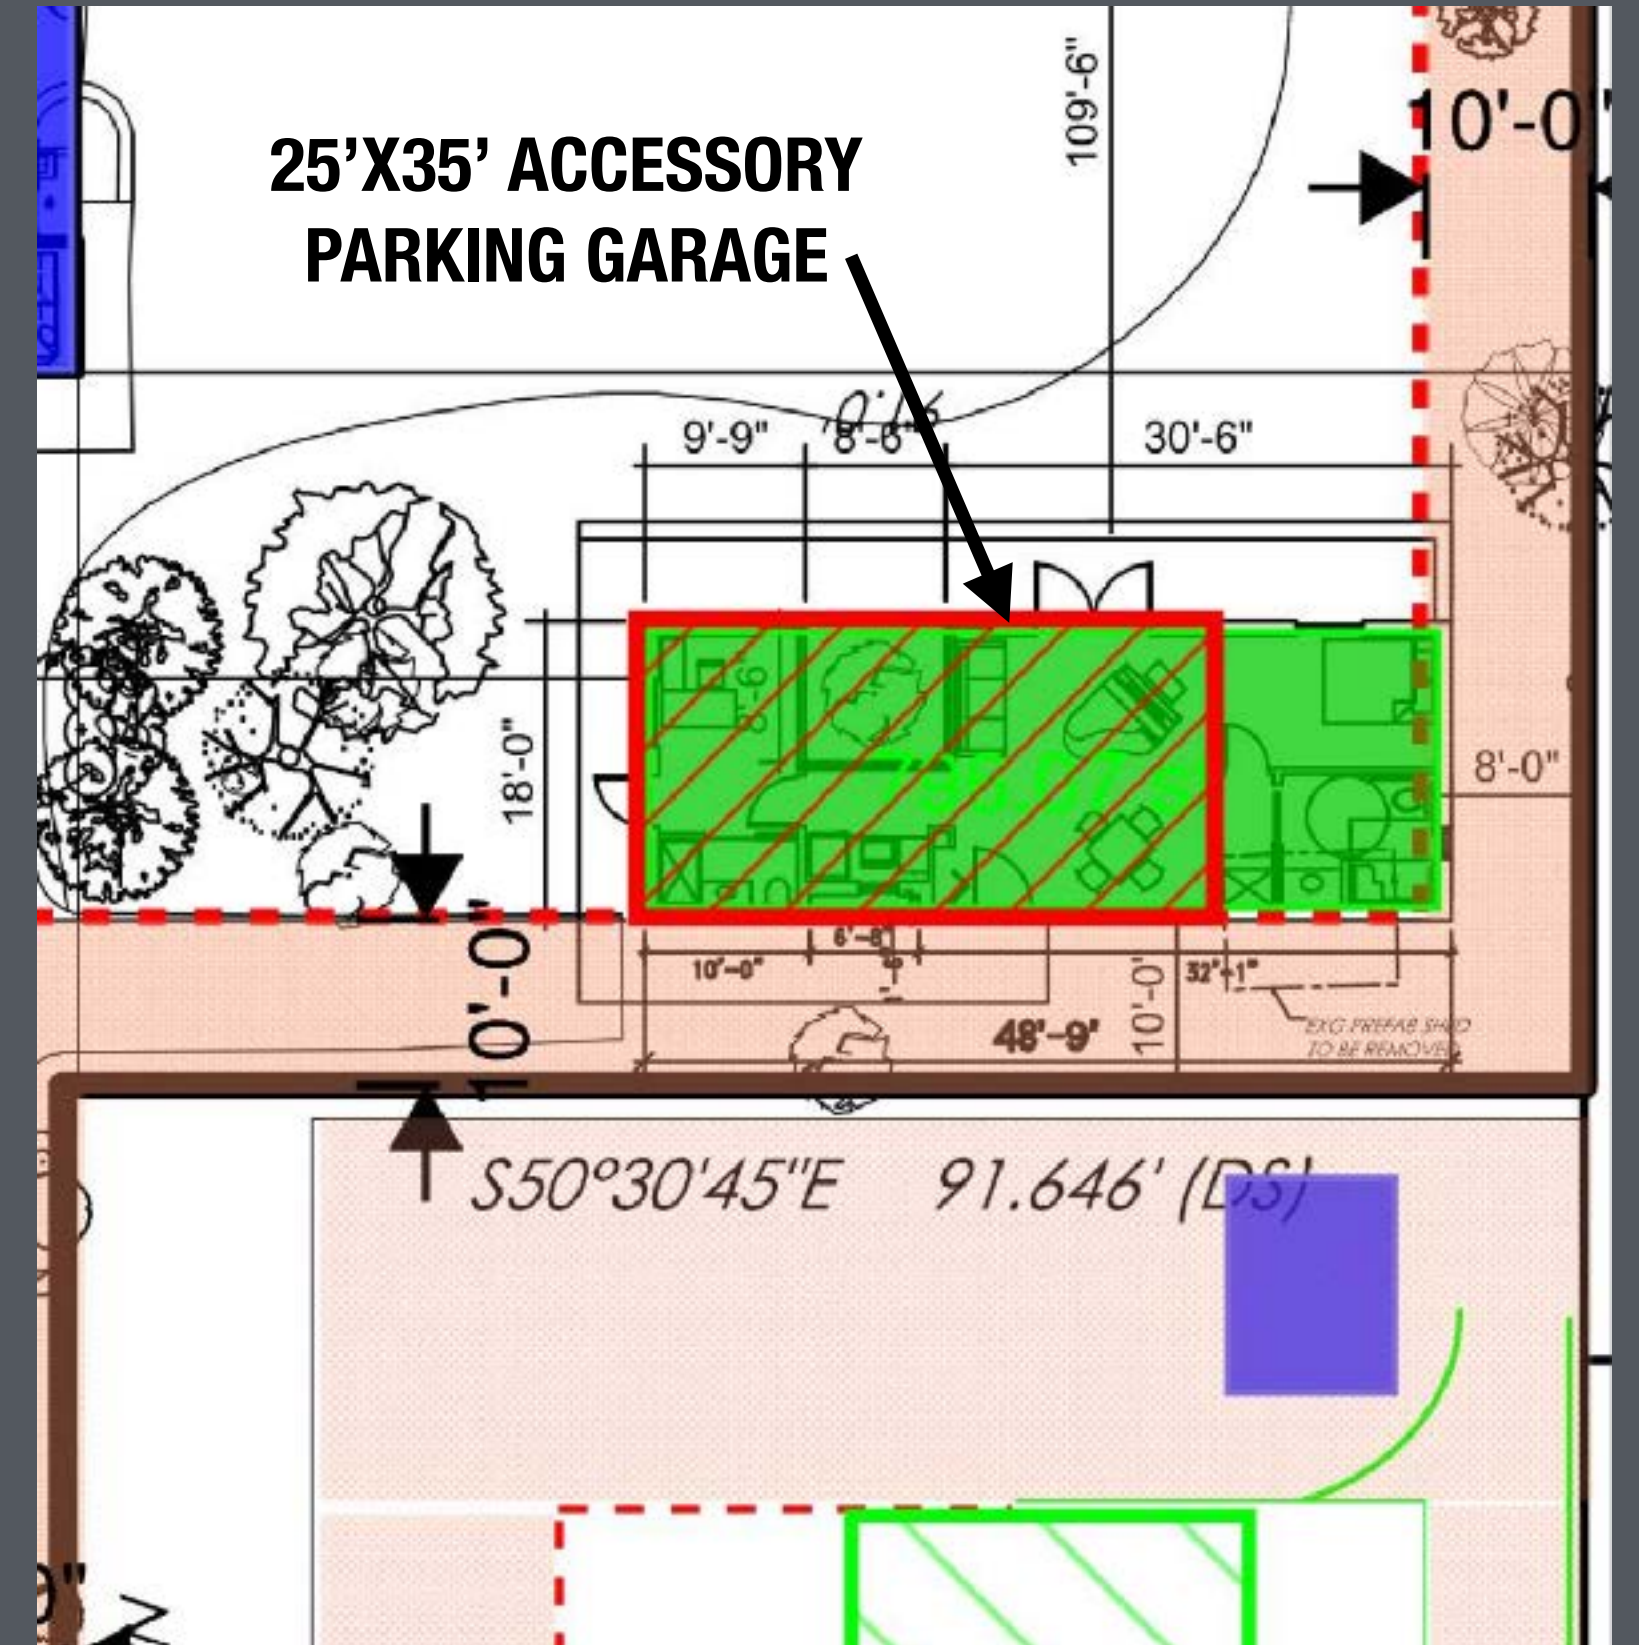 109'-6"
10'-0"
25’X35’ ACCESSORY
PARKING GARAGE
9'-9"
8'-6"
30'-6"
18'-0"
8'-0"
6'-8"
10'-0"
32'-1"
10'-0"
10'-0"
48'-9"
EXG PREFAB SHED
TO BE REMOVED
S50°30'45"E 91.646' (DS)